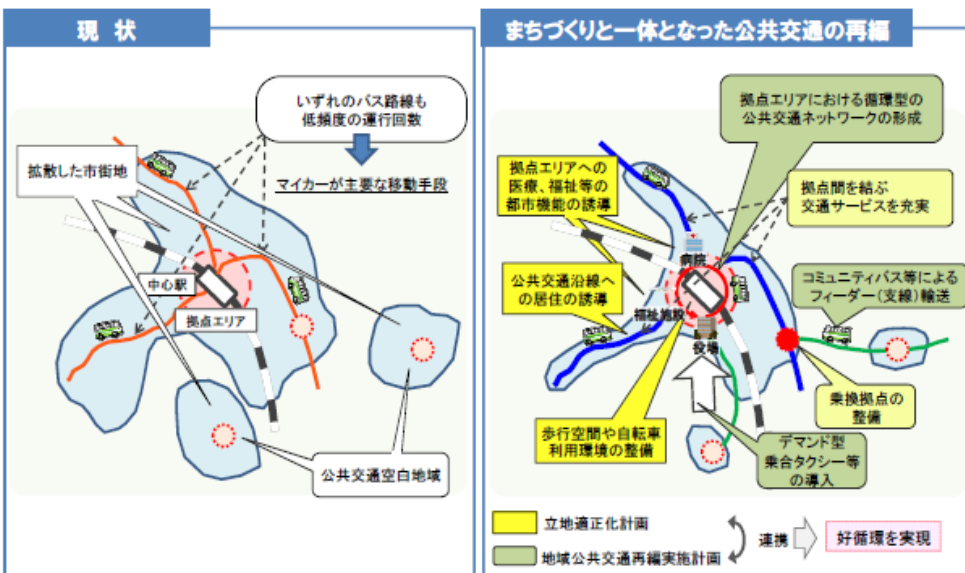 現 状
いずれのバス路線も
低頻度の運行回数
マイカーが主要な移動手段
拡散した市街地
中心駅
拠点エリア
公共交通空白地域
まちづくりと一体となった公共交通の再編
拠点エリアにおける循環型の
公共交通ネットワークの形成
拠点エリアへの
医療、福祉等の
都市機能の誘導
拠点間を結ぶ
交通サービスを充実
病院
公共交通沿線へ
の居住の誘導
コミュニティバス等による
フィーダー(支線)輸送
福祉施設
役場
乗換拠点の
整備
歩行空間や自転車
利用環境の整備
デマンド型
乗合タクシー等
の導入
立地適正化計画
地域公共交通再編実施計画
連携
好循環を実現